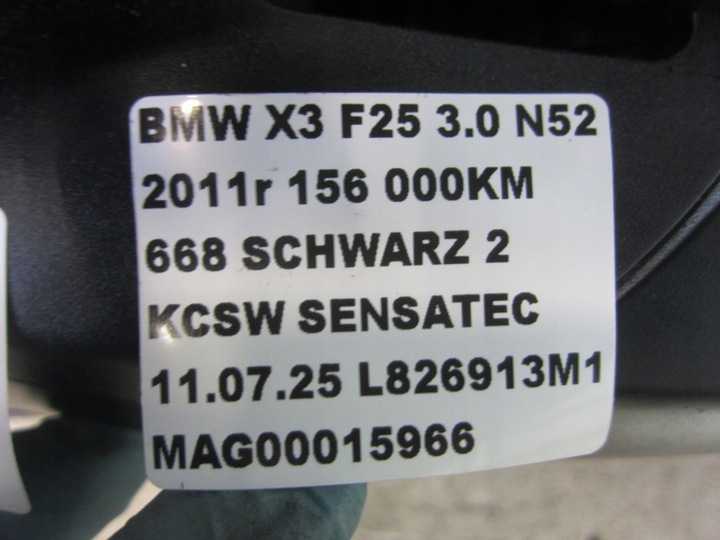 BMW X3 F25 3.0 N52
2011r 156 000KM
668 SCHWARZ 2
KCSW SENSATEC
11.07.25 L826913M1
MAG00015966